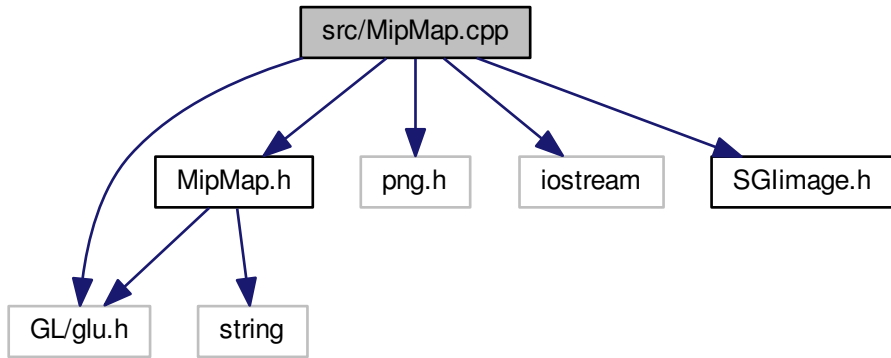 src/MipMap.cpp
MipMap.h
png.h
iostream
SGIimage.h
GL/glu.h
string